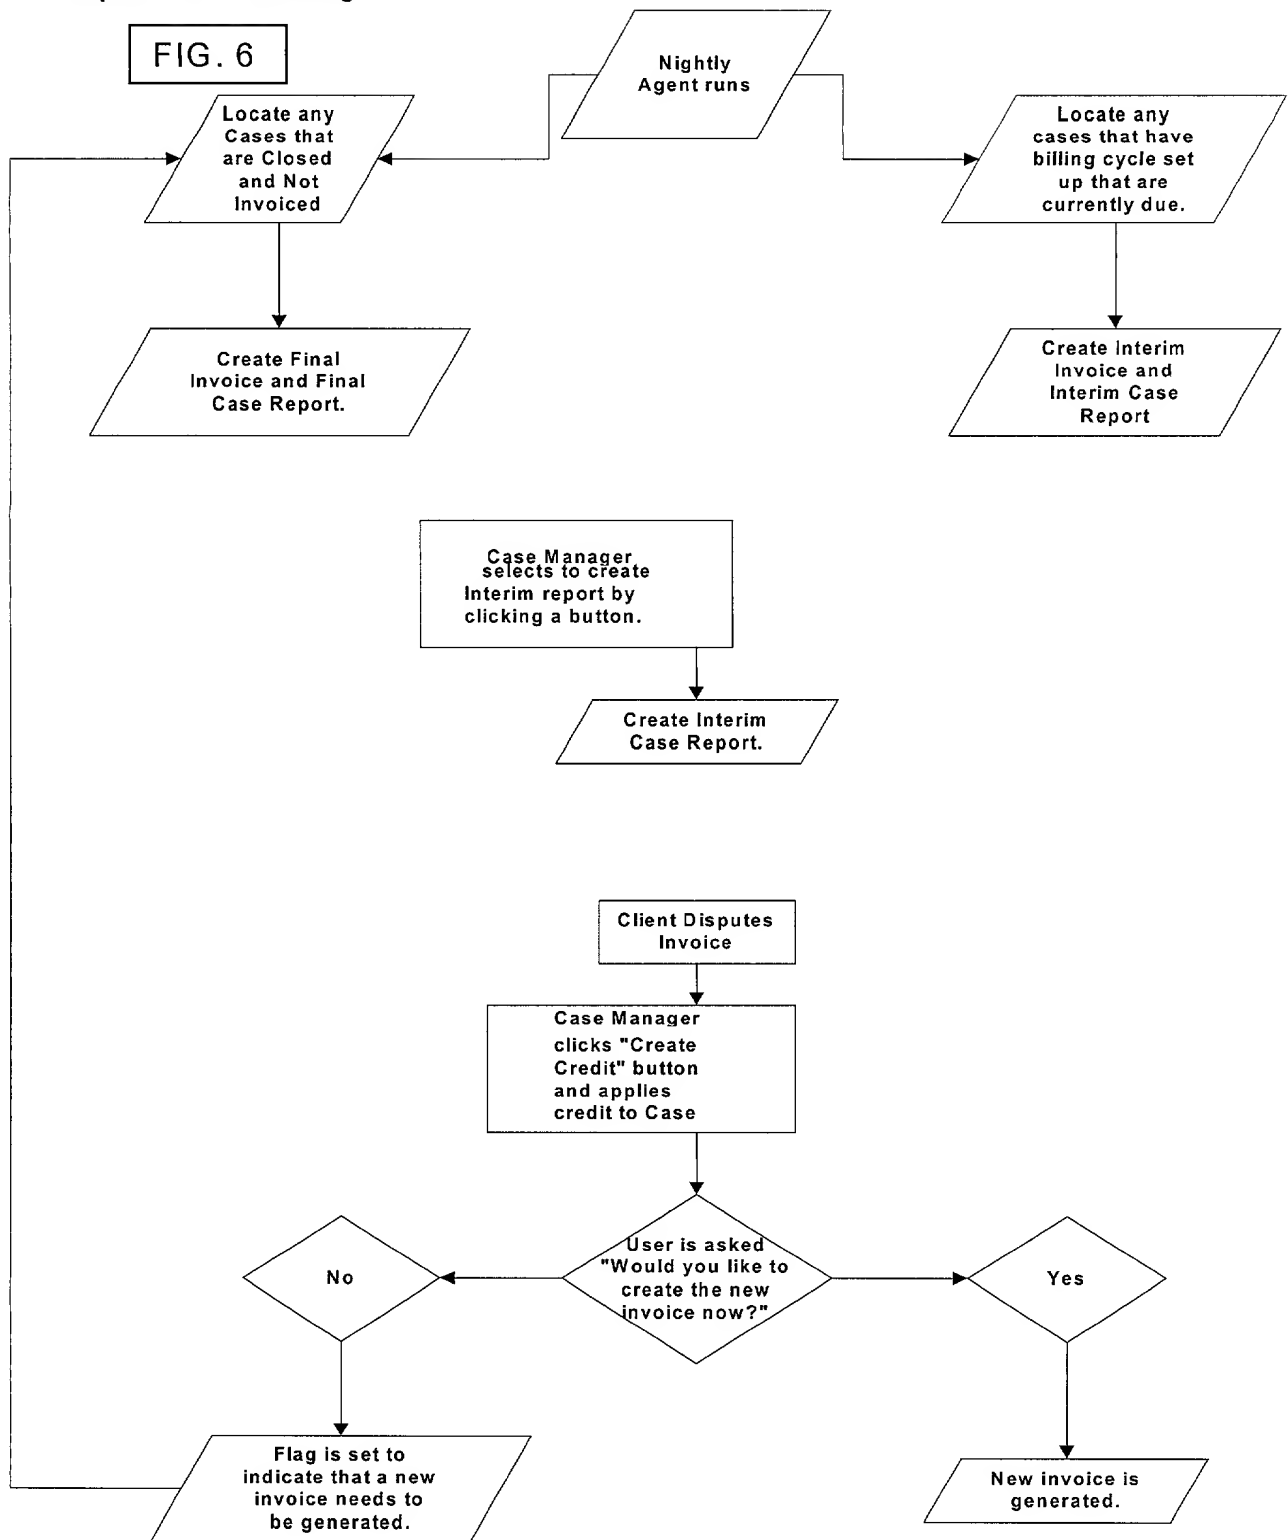 FIG. 6
Nightly
Agent runs
Locate any
Cases that
are Closed
and Not
Invoiced
Locate any
cases that have
billing cycle set
up that are
currently due.
Create Final
Invoice and Final
Case Report.
Create Interim
Invoice and
Interim Case
Report
Case Manager
selects to create
Interim report by
clicking a button.
Create Interim
Case Report.
Client Disputes
Invoice
Case Manager
clicks "Create
Credit" button
and applies
credit to Case
User is asked
"Would you like to
create the new
invoice now?"
No
Yes
Flag is set to
indicate that a new
invoice needs to
be generated.
New invoice is
generated.